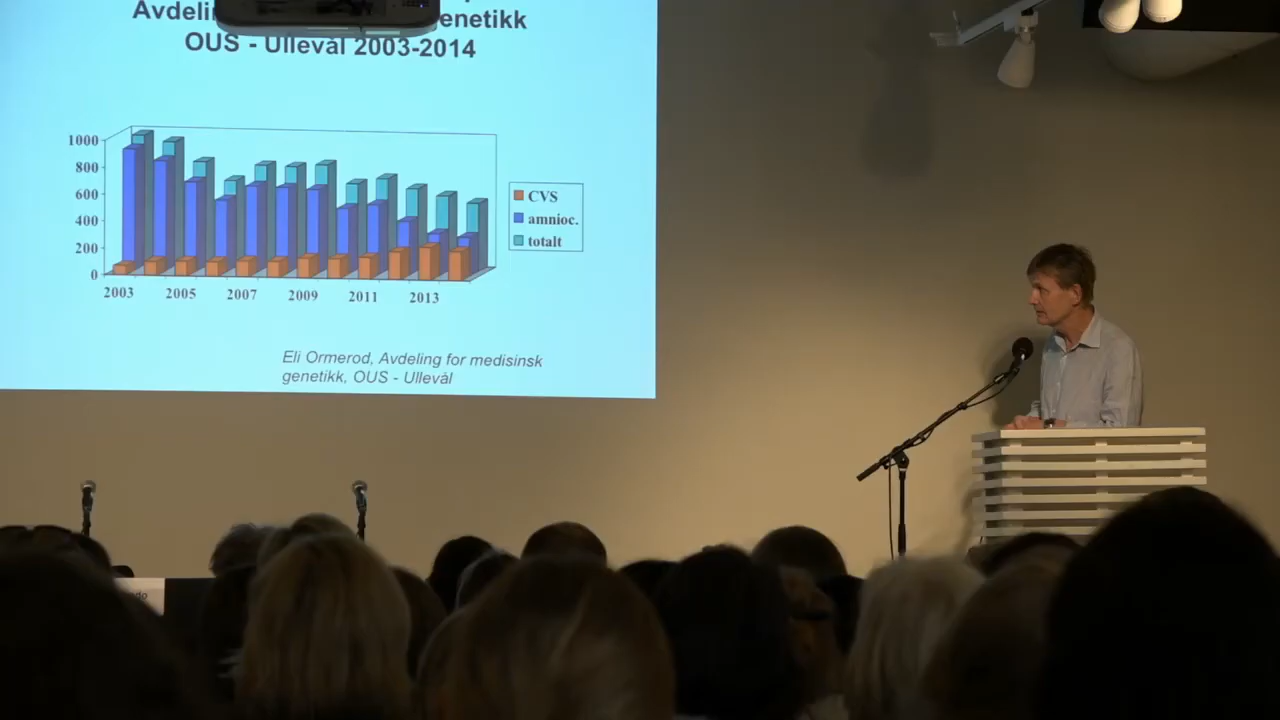 genetikk
OUS - Ullevål 2003-2014
1000
800
600
400
200
0
CVS
amnioc.
totalt
2003 2005 2007 2009 2011 2013
Eli Ormerod, Avdeling for medisinsk
genetikk, OUS - Ullevål